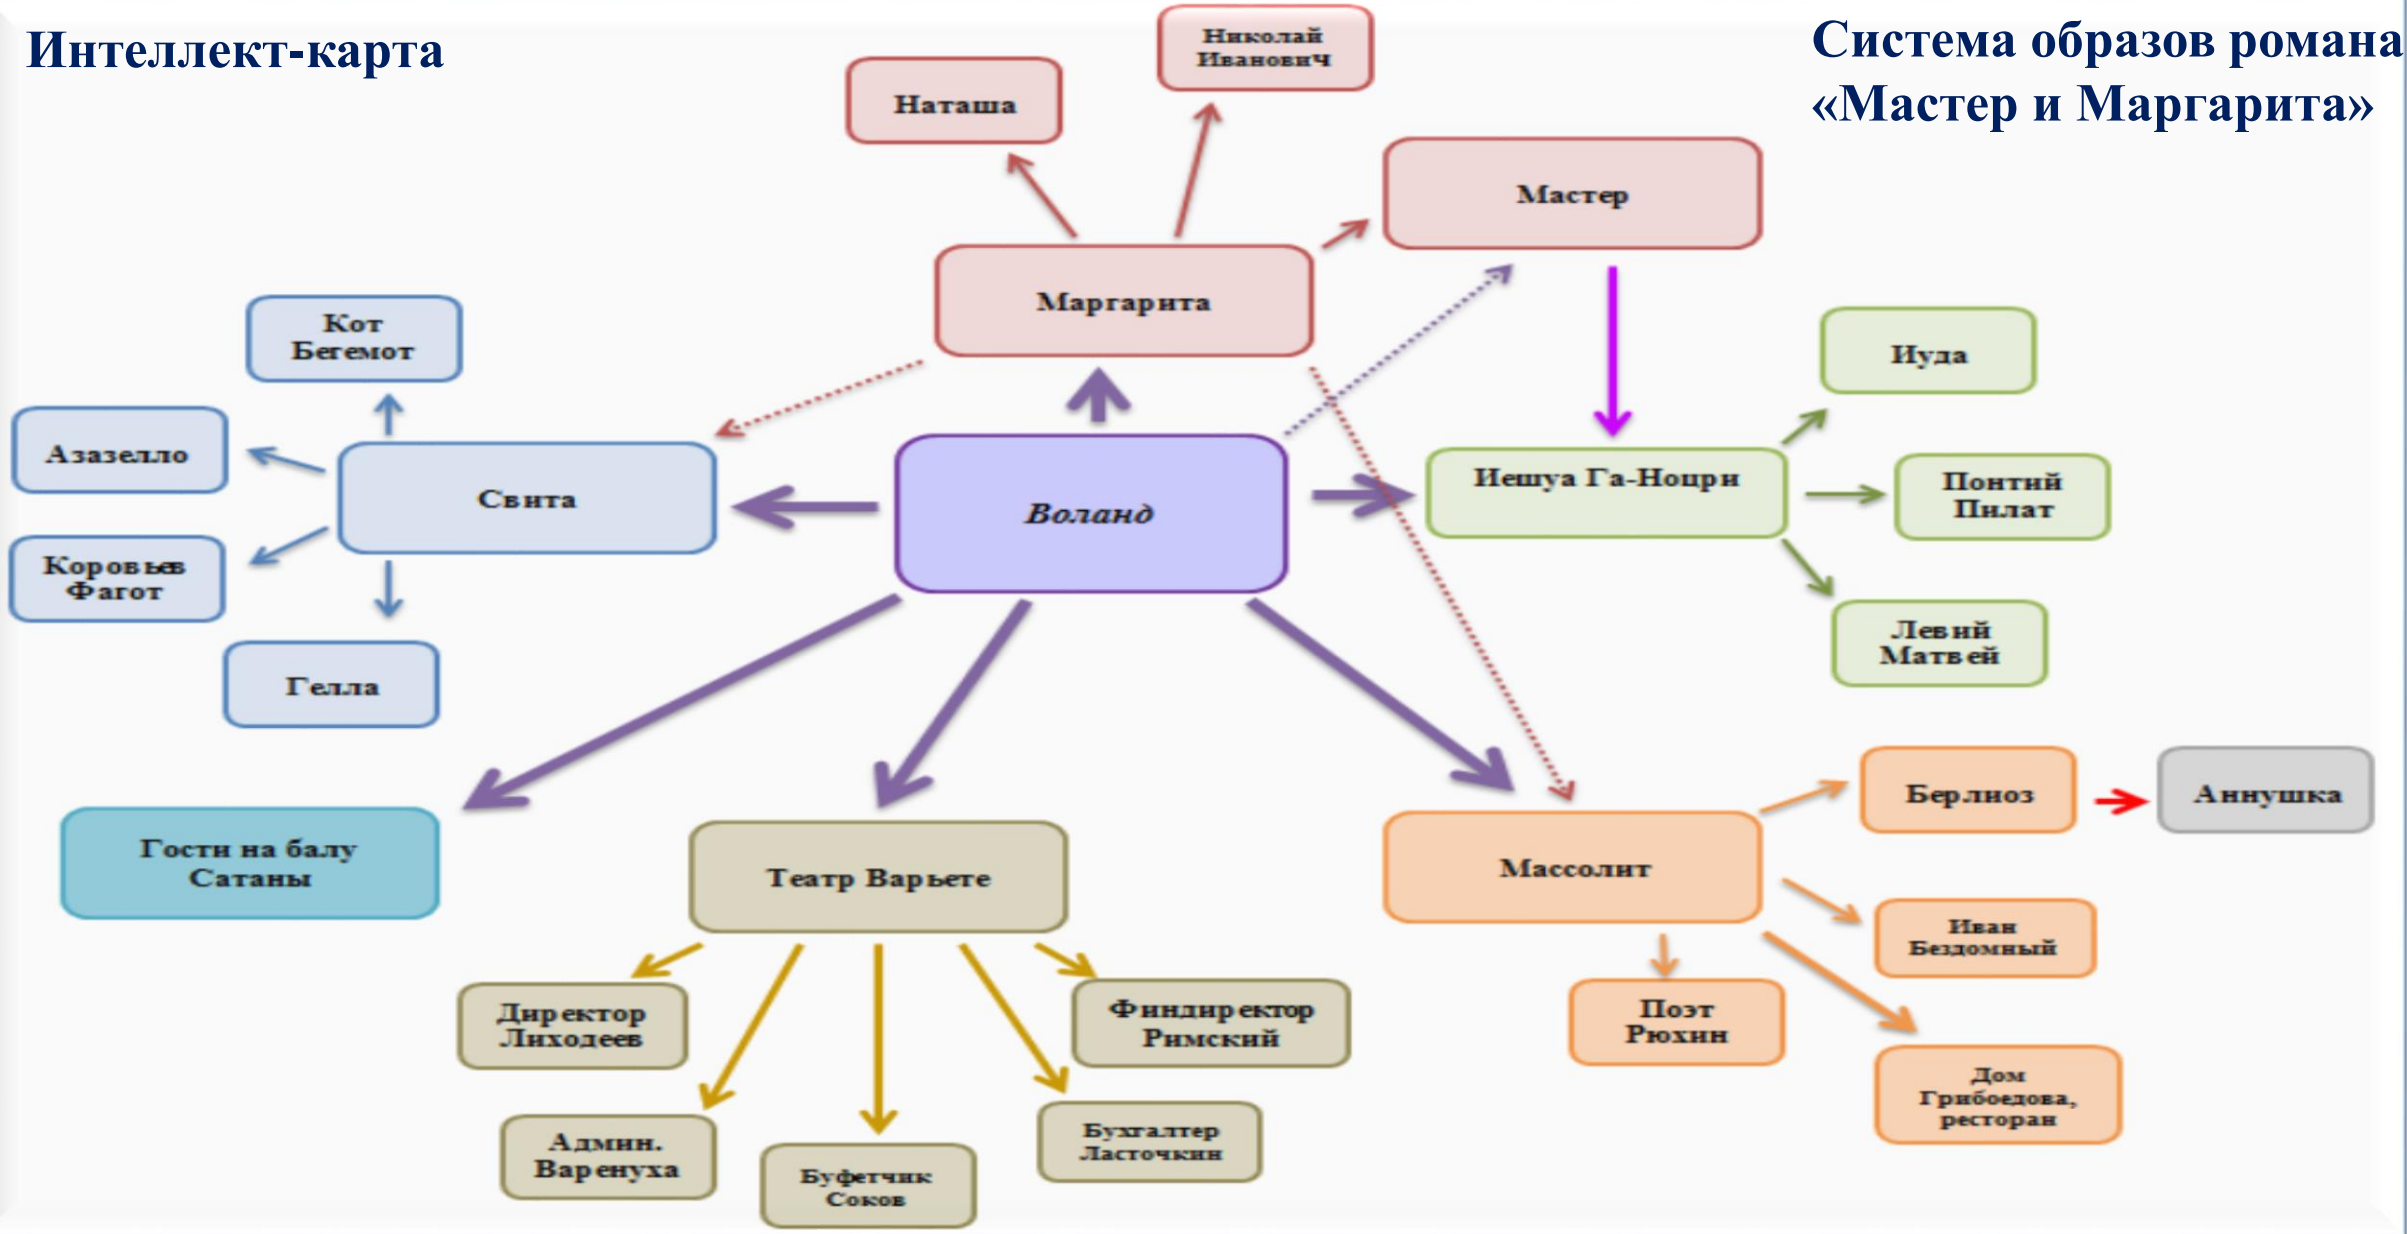 Интеллект-карта
Система образов романа
«Мастер и Маргарита»
Николай
Иванович
Наташа
Мастер
Маргарита
Кот
Бегемот
Иуда
Азазелло
Свита
Воланд
Иешуа Га-Ноцри
Понтий
Пилат
Коровьев
Фагот
Левий
Матвей
Гелла
Берлиоз
Аннушка
Гости на балу
Сатаны
Театр Варьете
Массолит
Иван
Бездомный
Директор
Лиходеев
Финдиректор
Римский
Поэт
Рюхин
Дом
Грибоедова,
ресторан
Админ.
Варенуха
Буфетчик
Соков
Бухгалтер
Ласточкин